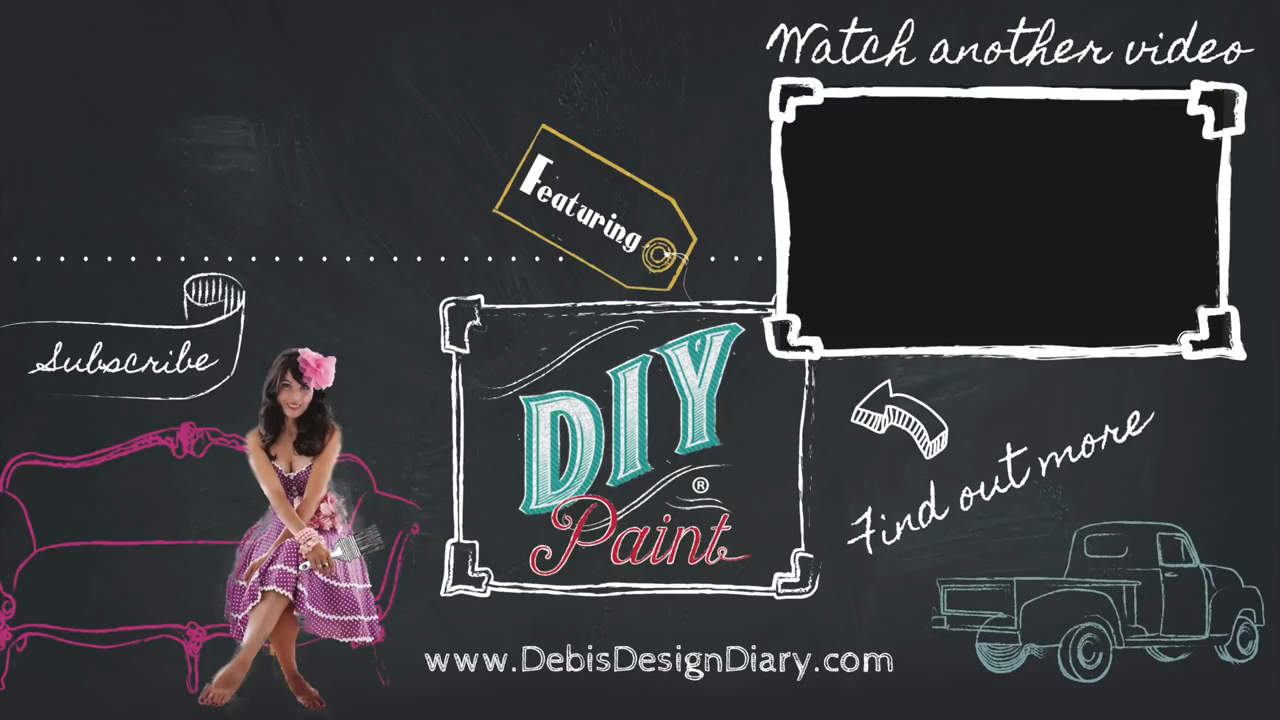 Watch another video
Featuring
Subscribe
DIY
Paint®
Find out more
www.DebisDesignDiary.com